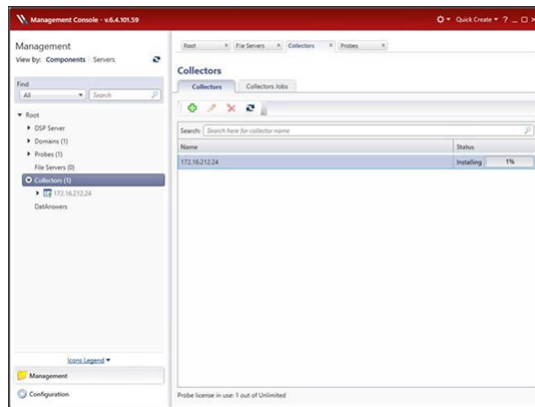 Management Console - v.6.4.101.59
Quick Create
Management
View by: Components Servers
Find
All
Search
Root
DSP Server
Domains (1)
Probes (1)
File Servers (0)
Collectors (1)
172.16.212.24
DatAnswers
Icons Legend
Management
Configuration
Root
File Servers
Collectors
Probes
Collectors
Collectors
Collectors Jobs
Search: Search here for collector name
Name
Status
172.16.212.24
Installing
1%
Probe license in use: 1 out of Unlimited